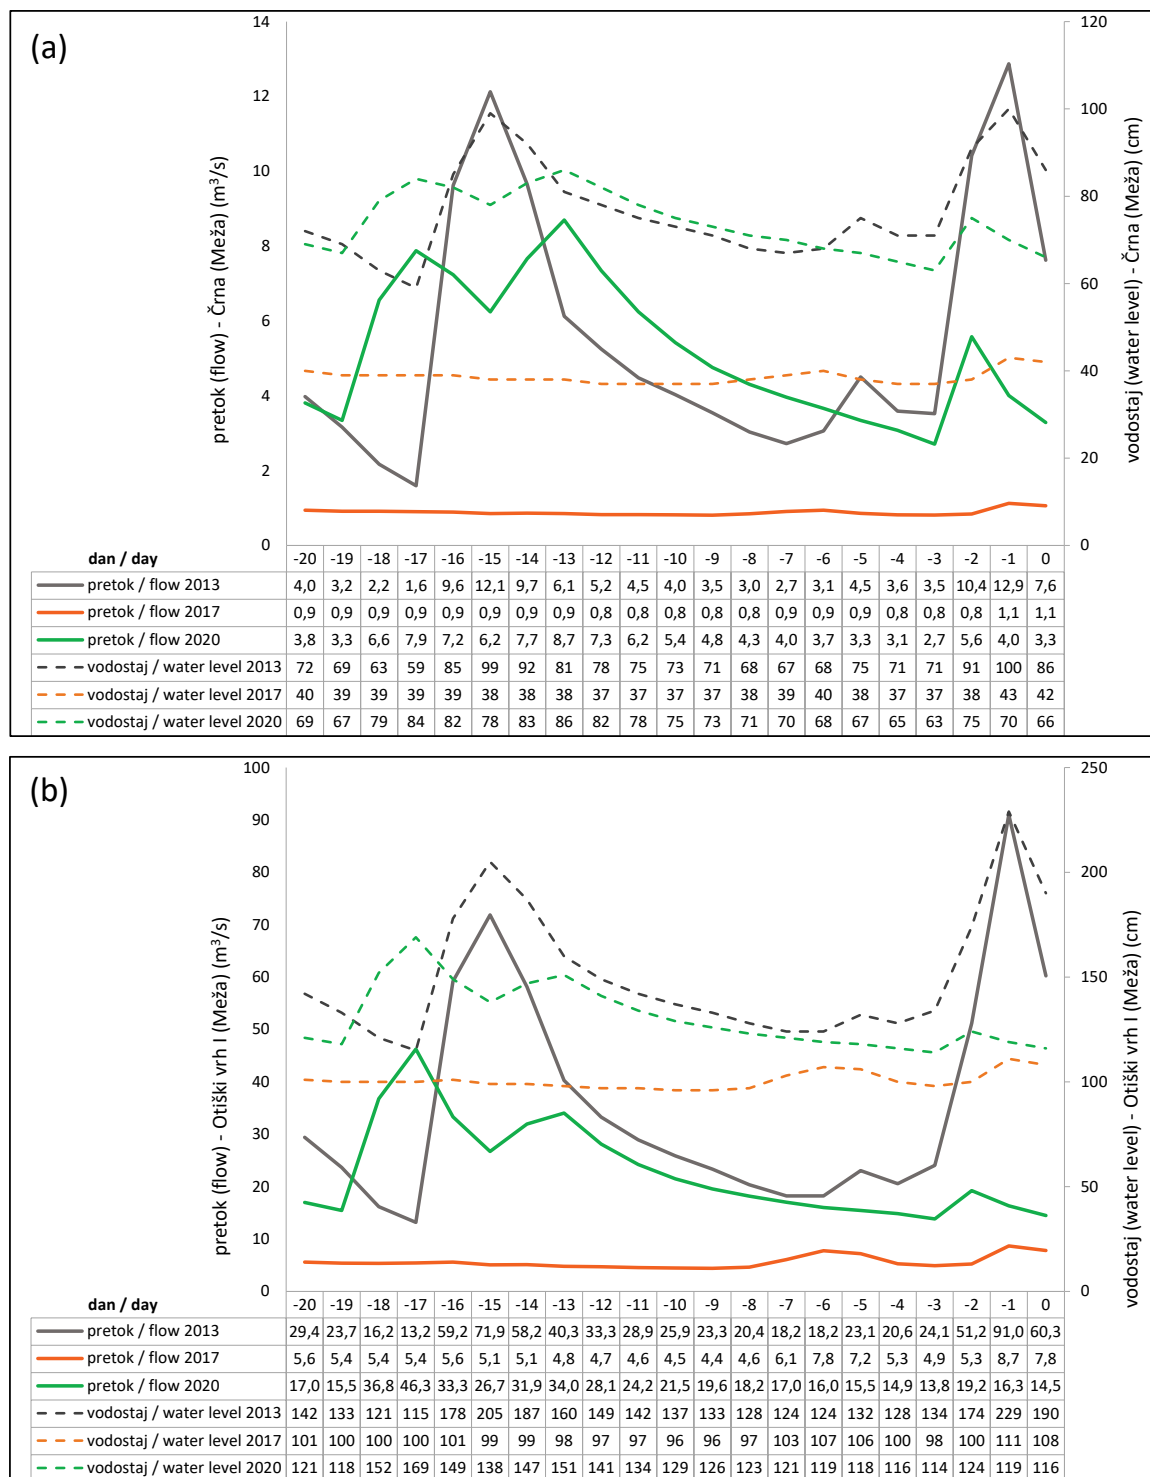 (a)
14
12
10
8
6
4
2
0
pretok (flow) - Črna (Meža) (m³/s)
120
100
80
60
40
20
0
vodostaj (water level) - Črna (Meža) (cm)
dan / day -20 -19 -18 -17 -16 -15 -14 -13 -12 -11 -10 -9 -8 -7 -6 -5 -4 -3 -2 -1 0
pretok / flow 2013 4,0 3,2 2,2 1,6 9,6 12,1 9,7 6,1 5,2 4,5 4,0 3,5 3,0 2,7 3,1 4,5 3,6 3,5 10,4 12,9 7,6
pretok / flow 2017 0,9 0,9 0,9 0,9 0,9 0,9 0,9 0,9 0,8 0,8 0,8 0,8 0,8 0,9 0,9 0,9 0,8 0,8 0,8 1,1 1,1
pretok / flow 2020 3,8 3,3 6,6 7,9 7,2 6,2 7,7 8,7 7,3 6,2 5,4 4,8 4,3 4,0 3,7 3,3 3,1 2,7 5,6 4,0 3,3
vodostaj / water level 2013 72 69 63 59 85 99 92 81 78 75 73 71 68 67 68 75 71 71 91 100 86
vodostaj / water level 2017 40 39 39 39 39 38 38 38 37 37 37 37 38 39 40 38 37 37 38 43 42
vodostaj / water level 2020 69 67 79 84 82 78 83 86 82 78 75 73 71 70 68 67 65 63 75 70 66
(b)
100
90
80
70
60
50
40
30
20
10
0
pretok (flow) - Otiški vrh I (Meža) (m³/s)
250
200
150
100
50
0
vodostaj (water level) - Otiški vrh I (Meža) (cm)
dan / day -20 -19 -18 -17 -16 -15 -14 -13 -12 -11 -10 -9 -8 -7 -6 -5 -4 -3 -2 -1 0
pretok / flow 2013 29,4 23,7 16,2 13,2 59,2 71,9 58,2 40,3 33,3 28,9 25,9 23,3 20,4 18,2 18,2 23,1 20,6 24,1 51,2 91,0 60,3
pretok / flow 2017 5,6 5,4 5,4 5,4 5,6 5,1 5,1 4,8 4,7 4,6 4,5 4,4 4,6 6,1 7,8 7,2 5,3 4,9 5,3 8,7 7,8
pretok / flow 2020 17,0 15,5 36,8 46,3 33,3 26,7 31,9 34,0 28,1 24,2 21,5 19,6 18,2 17,0 16,0 15,5 14,9 13,8 19,2 16,3 14,5
vodostaj / water level 2013 142 133 121 115 178 205 187 160 149 142 137 133 128 124 124 132 128 134 174 229 190
vodostaj / water level 2017 101 100 100 100 101 99 99 98 97 97 96 96 97 103 107 106 100 98 100 111 108
vodostaj / water level 2020 121 118 152 169 149 138 147 151 141 134 129 126 123 121 119 118 116 114 124 119 116